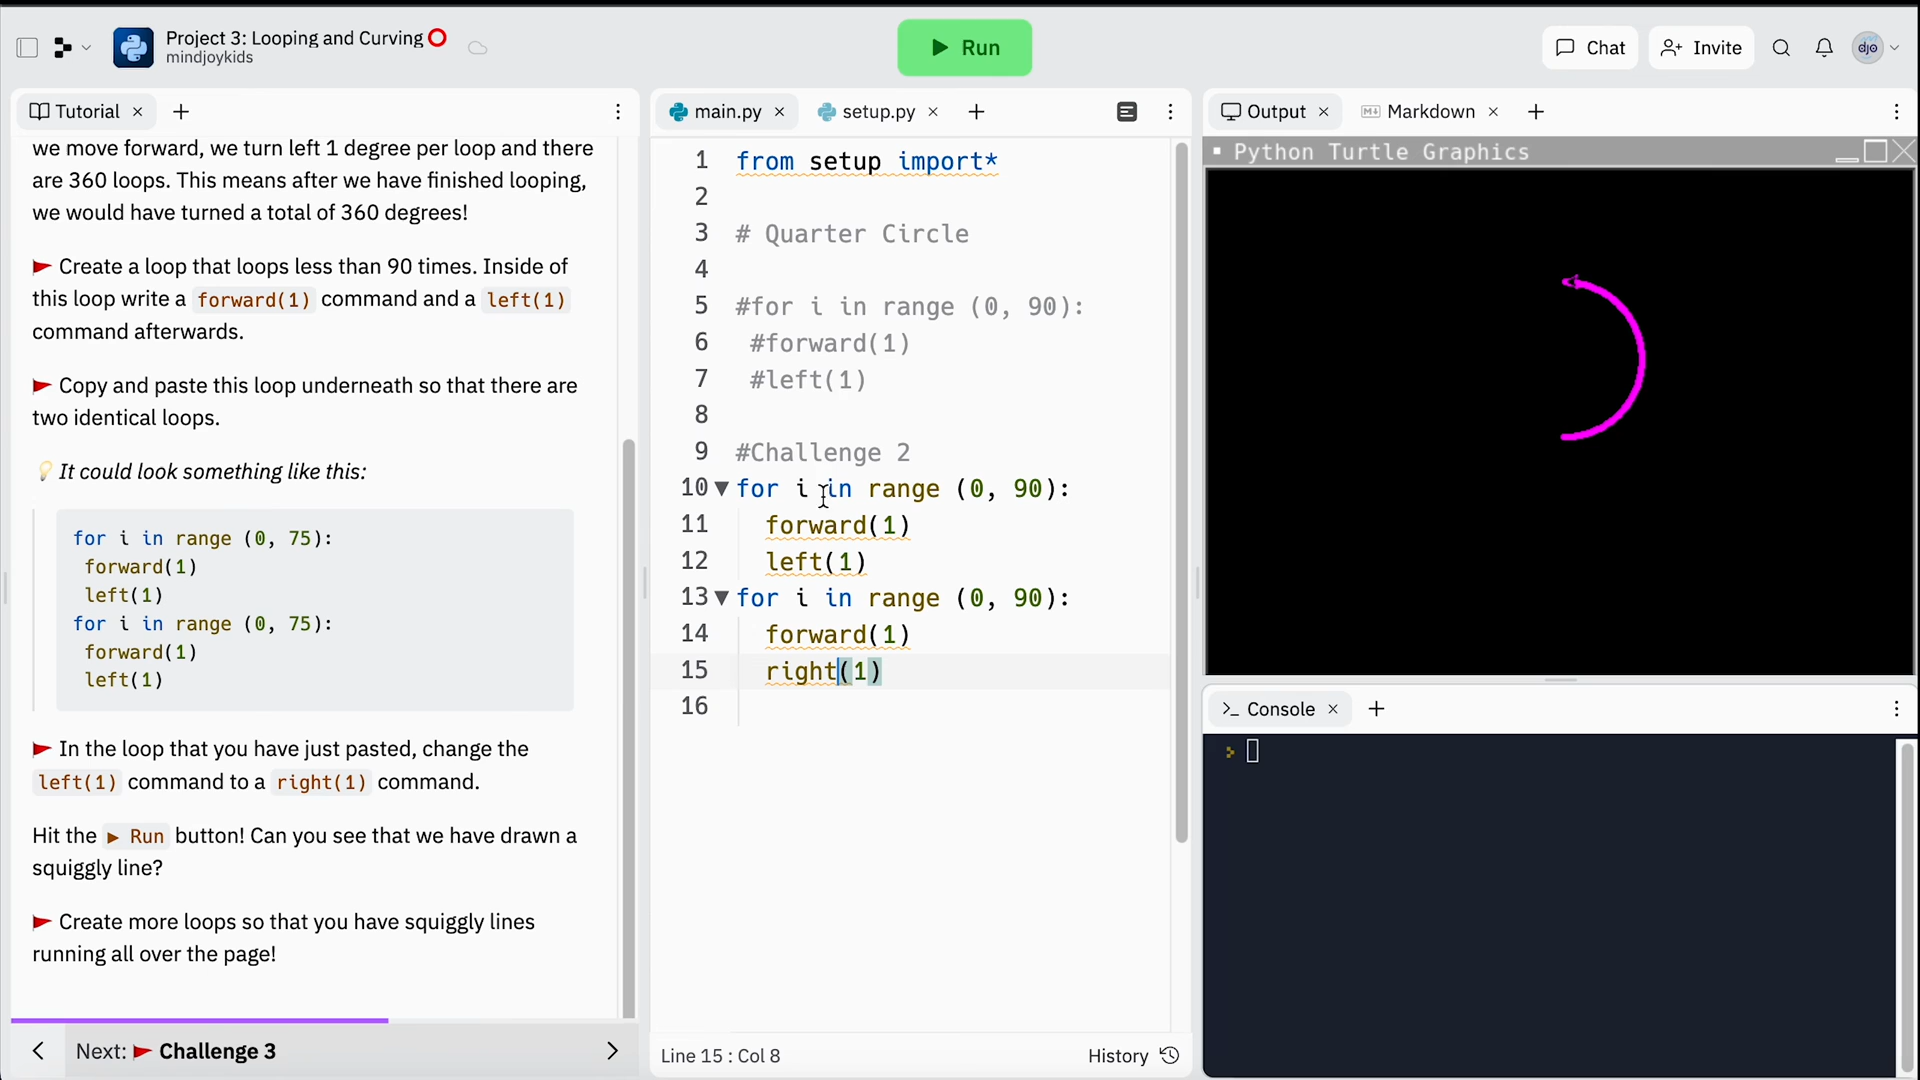 Project 3: Looping and Curving
mindjoykids
Run
Chat
Invite
djo
Tutorial
we move forward, we turn left 1 degree per loop and there
are 360 loops. This means after we have finished looping,
we would have turned a total of 360 degrees!
Create a loop that loops less than 90 times. Inside of
this loop write a forward(1) command and a left(1)
command afterwards.
Copy and paste this loop underneath so that there are
two identical loops.
It could look something like this:
for i in range (0, 75):
forward(1)
left(1)
for i in range (0, 75):
forward(1)
left(1)
In the loop that you have just pasted, change the
left(1) command to a right(1) command.
Hit the ▶ Run button! Can you see that we have drawn a
squiggly line?
Create more loops so that you have squiggly lines
running all over the page!
Next: Challenge 3
main.py
setup.py
1 from setup import*
2
3 # Quarter Circle
4
5 #for i in range (0, 90):
6 #forward(1)
7 #left(1)
8
9 #Challenge 2
10 for i in range (0, 90):
11 forward(1)
12 left(1)
13 for i in range (0, 90):
14 forward(1)
15 right(1)
16
Line 15 : Col 8
History
Output
Markdown
Python Turtle Graphics
Console